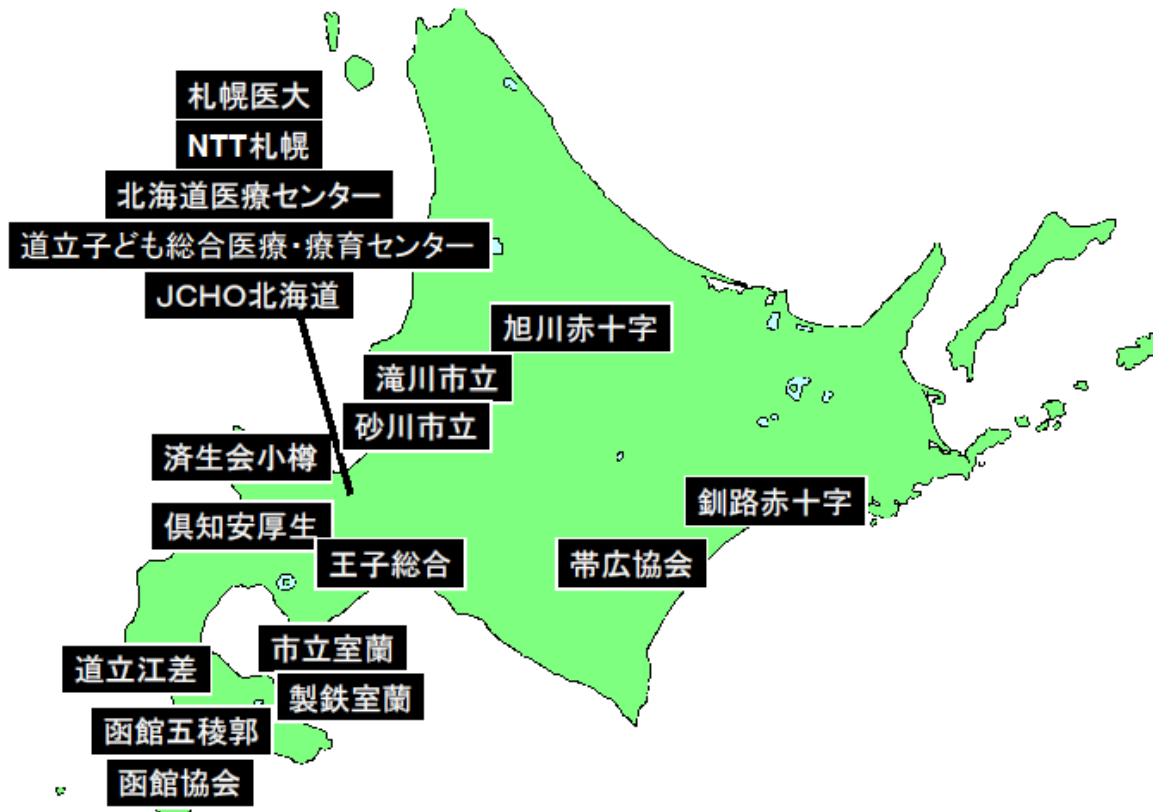 札幌医大
NTT札幌
北海道医療センター
道立子ども総合医療・療育センター
JCHO北海道
旭川赤十字
滝川市立
砂川市立
済生会小樽
釧路赤十字
倶知安厚生
王子総合
帯広協会
市立室蘭
道立江差
製鉄室蘭
函館五稜郭
函館協会